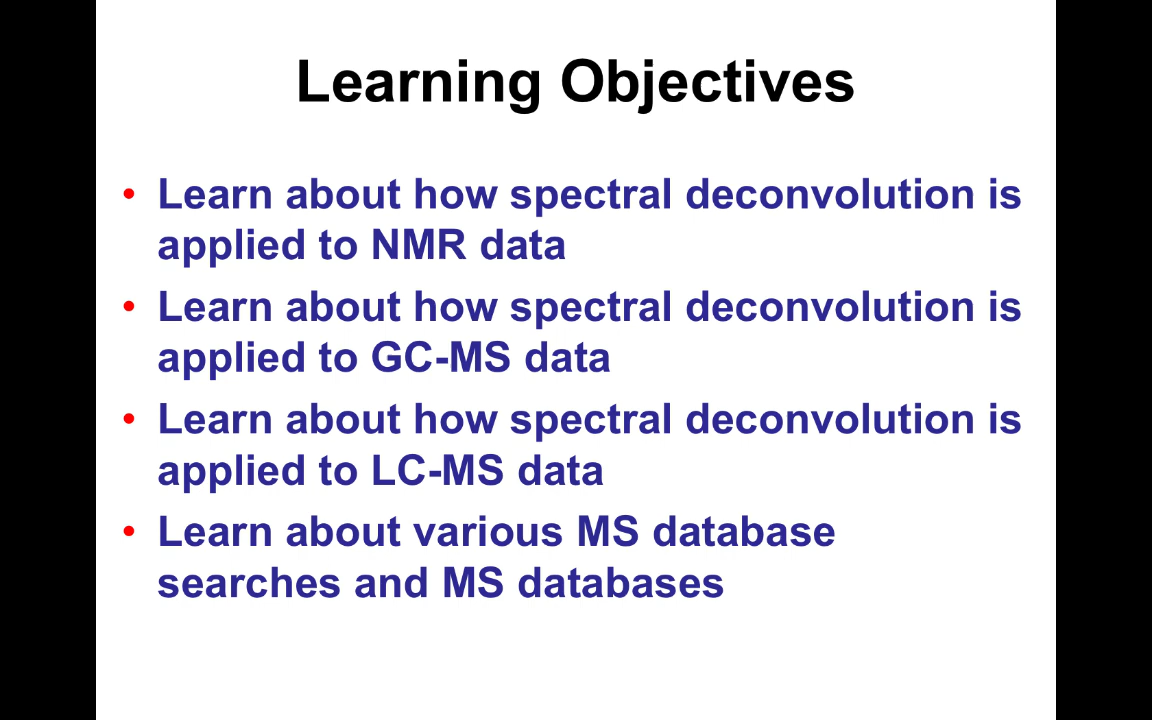 Learning Objectives
• Learn about how spectral deconvolution is
applied to NMR data
• Learn about how spectral deconvolution is
applied to GC-MS data
• Learn about how spectral deconvolution is
applied to LC-MS data
• Learn about various MS database
searches and MS databases